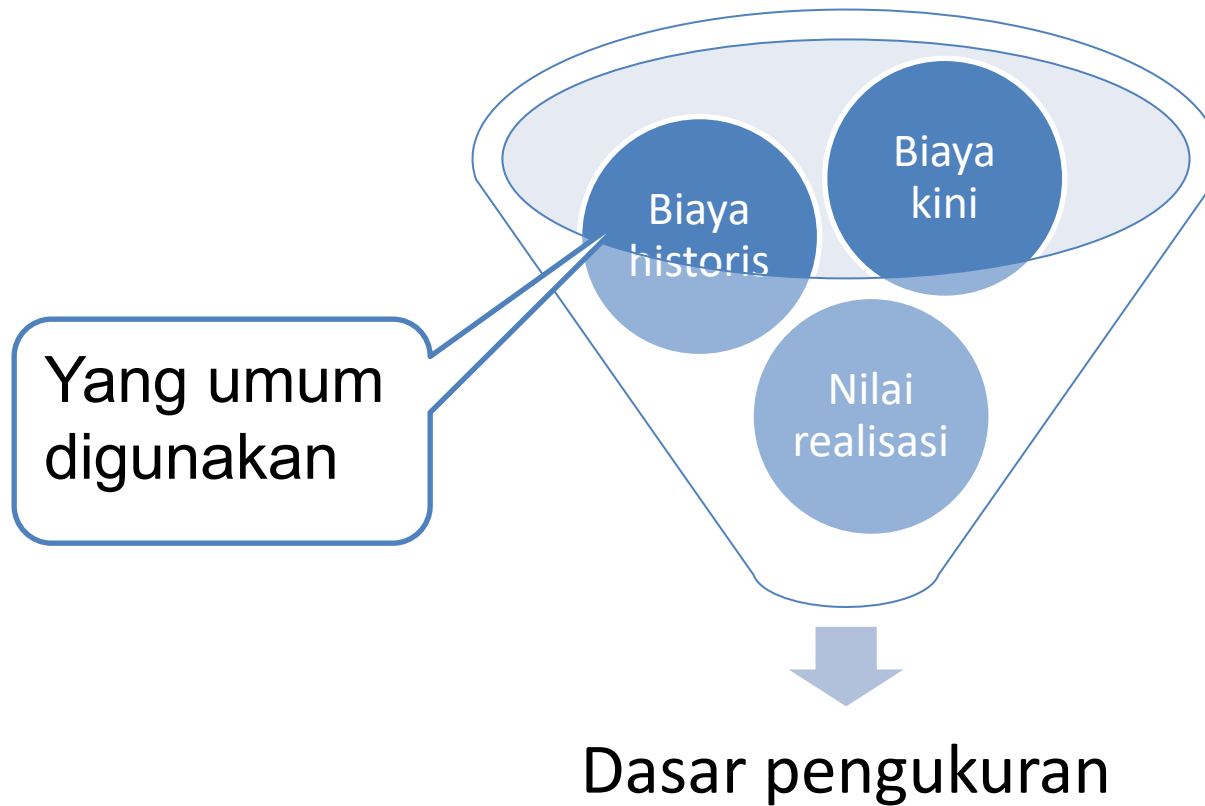 Biaya
kini
Biaya
historis
Yang umum
digunakan
Nilai
realisasi
Dasar pengukuran